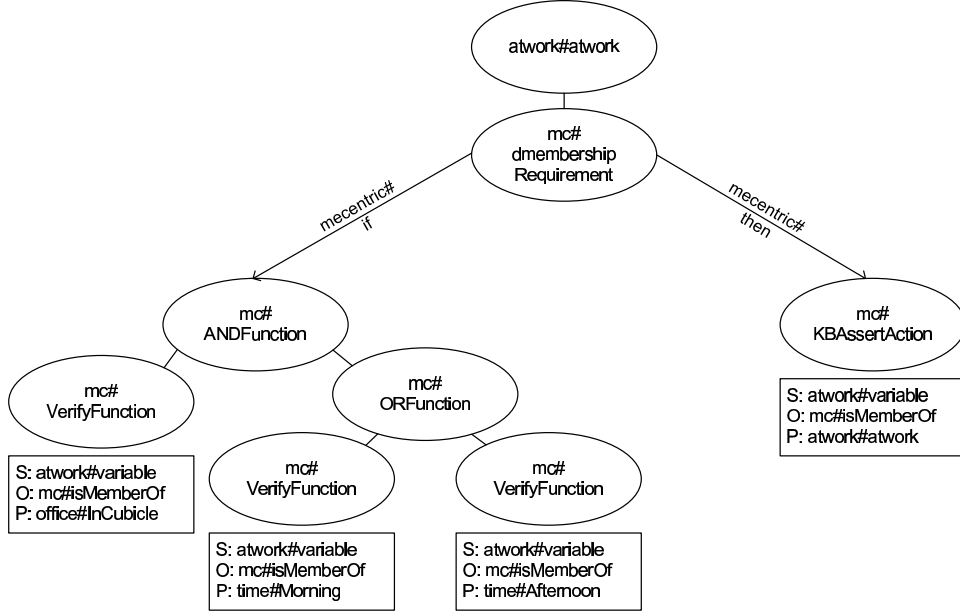 atwork#atwork
mc#
dmembership
Requirement
mecentric#
if
mecentric#
then
mc#
ANDFunction
mc#
KBAssertAction
S: atwork#variable
O: mc#isMemberOf
P: atwork#atwork
mc#
VerifyFunction
S: atwork#variable
O: mc#isMemberOf
P: office#InCubicle
mc#
ORFunction
mc#
VerifyFunction
S: atwork#variable
O: mc#isMemberOf
P: time#Morning
mc#
VerifyFunction
S: atwork#variable
O: mc#isMemberOf
P: time#Afternoon